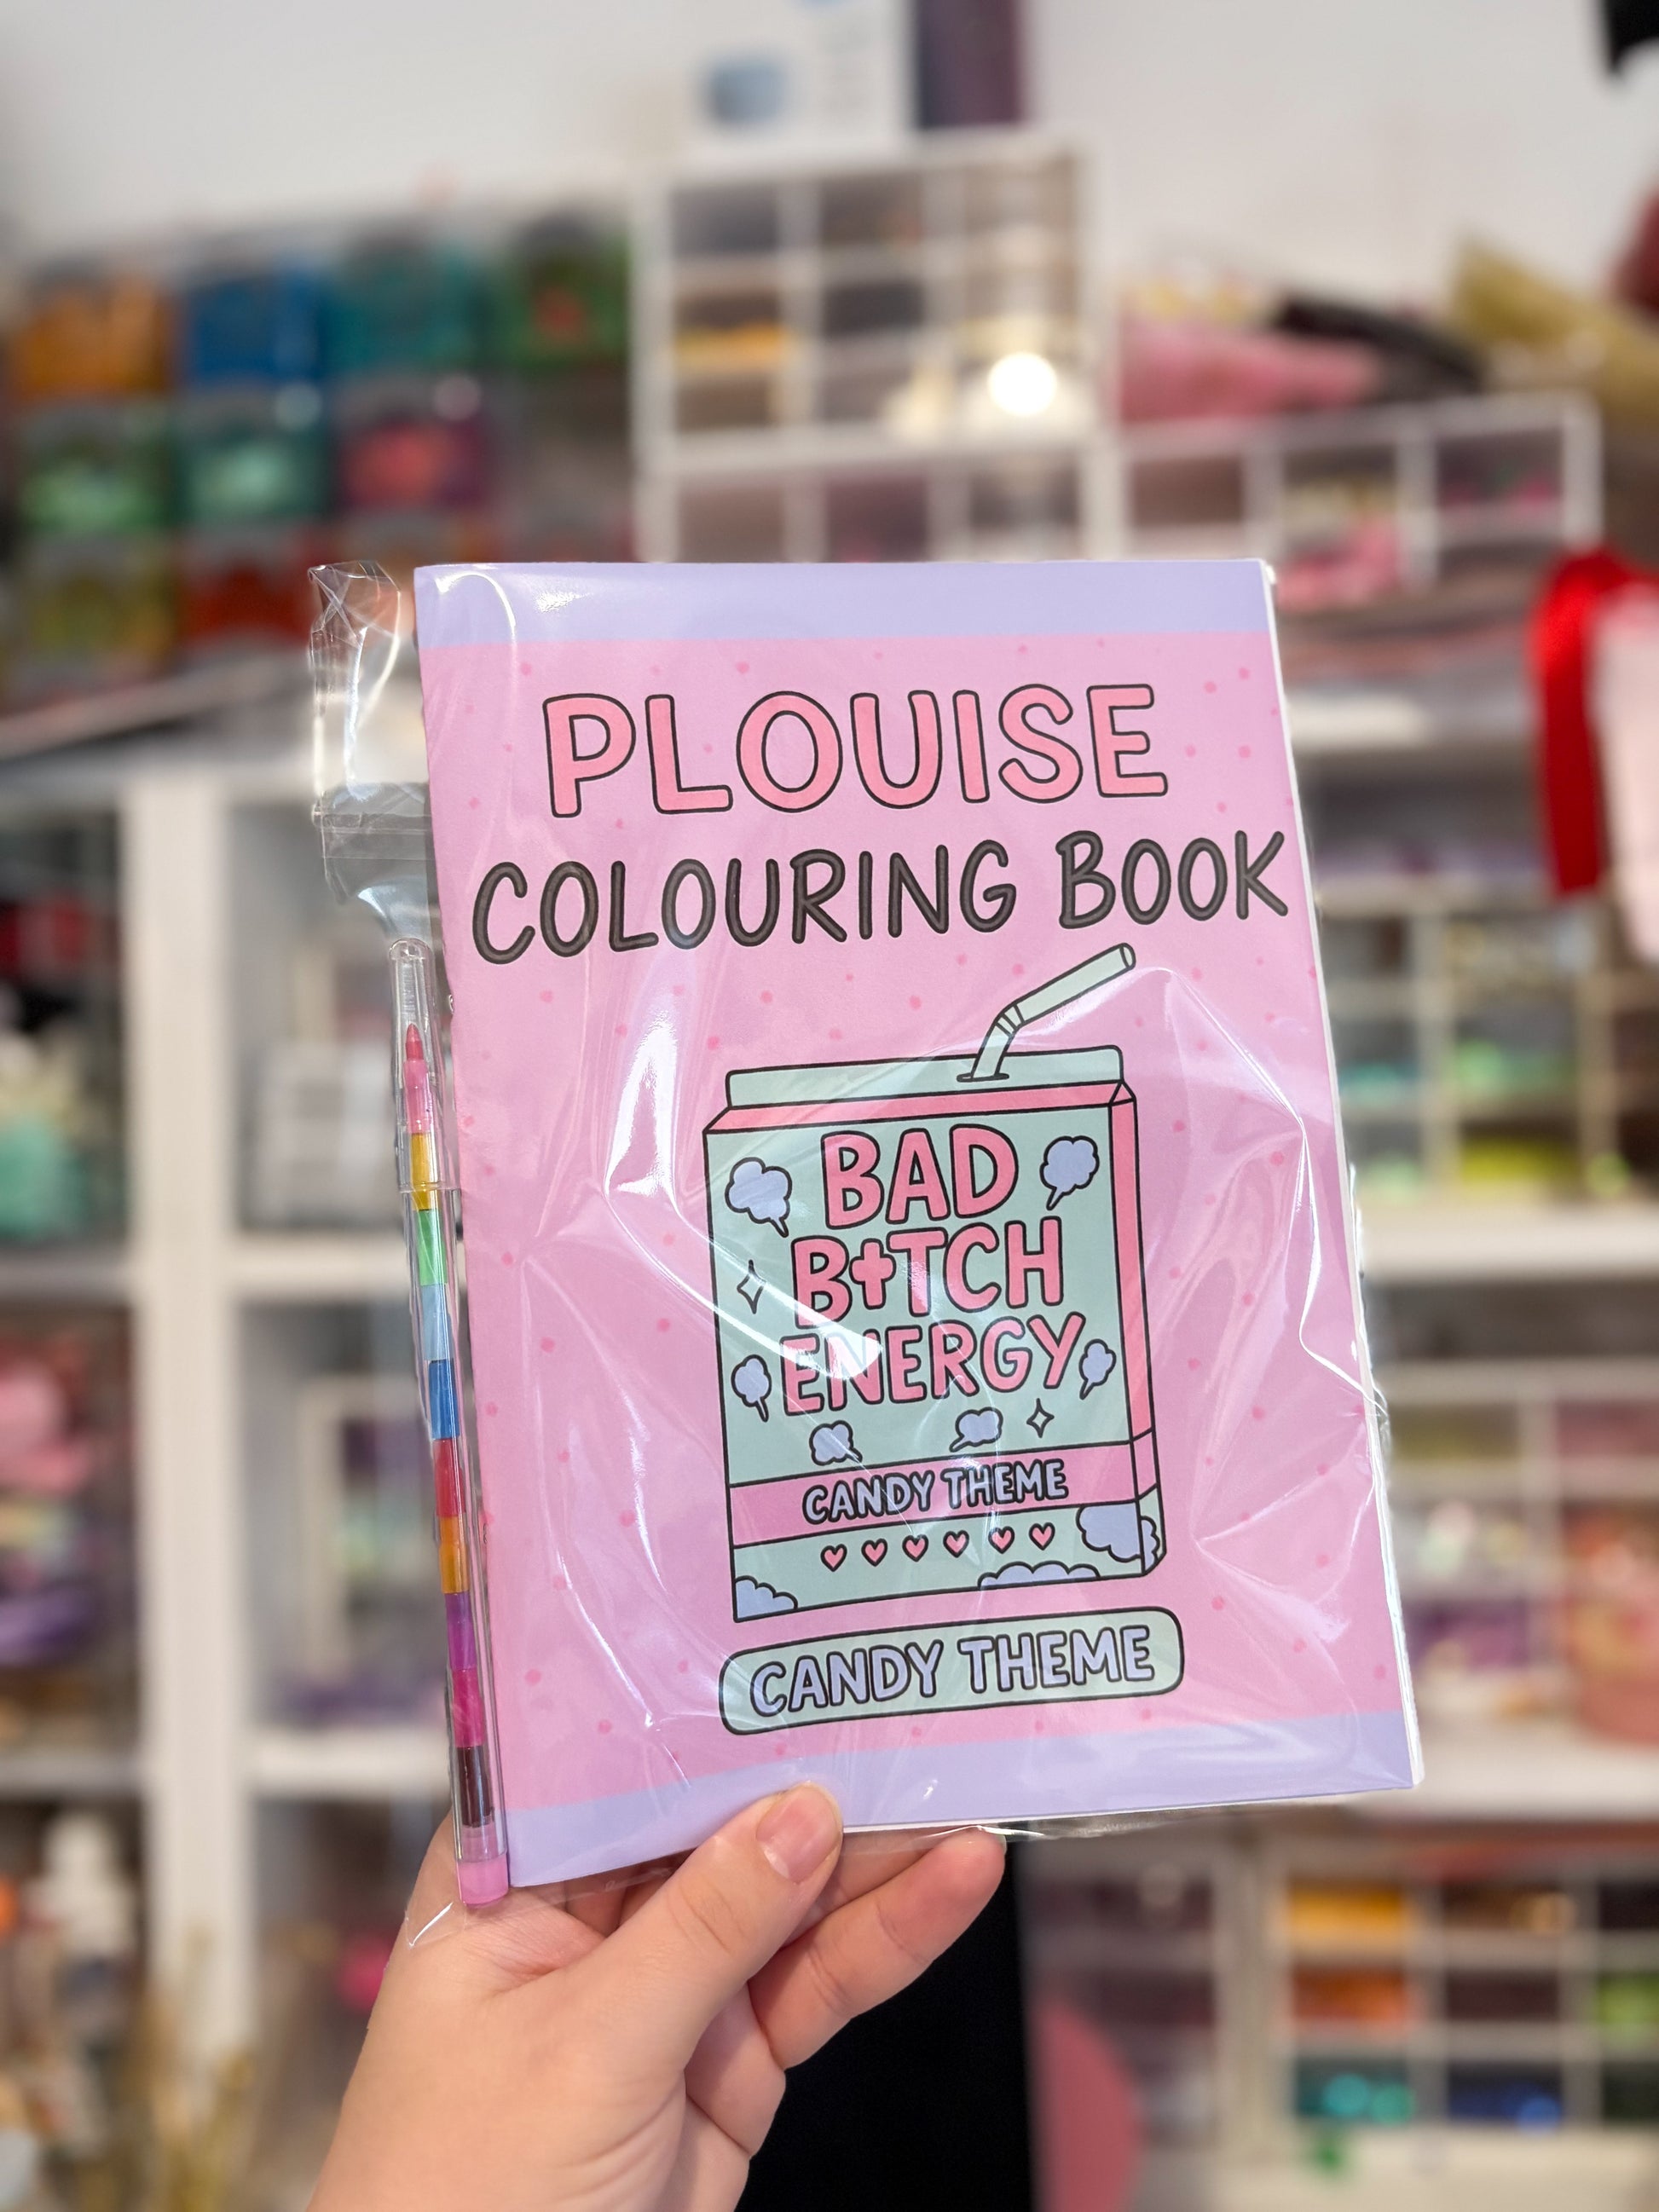 PLOUISE
COLOURING BOOK
BAD
B+TCH
ENERGY
CANDY THEME
CANDY THEME